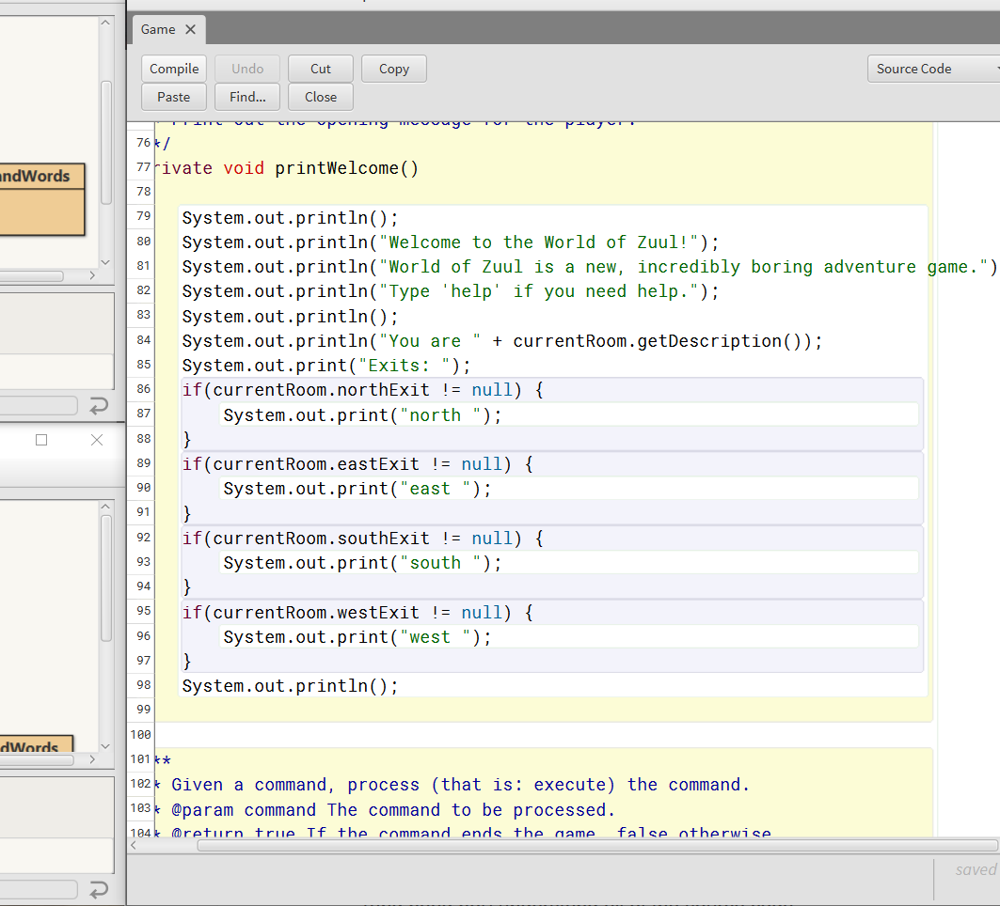 Game
Compile
Undo
Cut
Copy
Source Code
Paste
Find...
Close
Print out the opening message for the player.
76 */
andWords
77 rivate void printWelcome()
78
79 System.out.println();
80 System.out.println("Welcome to the World of Zuul!");
81 System.out.println("World of Zuul is a new, incredibly boring adventure game.")
82 System.out.println("Type 'help' if you need help.");
83 System.out.println();
84 System.out.println("You are " + currentRoom.getDescription());
85 System.out.print("Exits: ");
86 if(currentRoom.northExit != null) {
87 System.out.print("north ");
88 }
89 if(currentRoom.eastExit != null) {
90 System.out.print("east ");
91 }
92 if(currentRoom.southExit != null) {
93 System.out.print("south ");
94 }
95 if(currentRoom.westExit != null) {
96 System.out.print("west ");
97 }
98 System.out.println();
99
100
dWords
101 **
102 * Given a command, process (that is: execute) the command.
103 * @param command The command to be processed.
104 * @return true If the command ends the game, false otherwise
saved